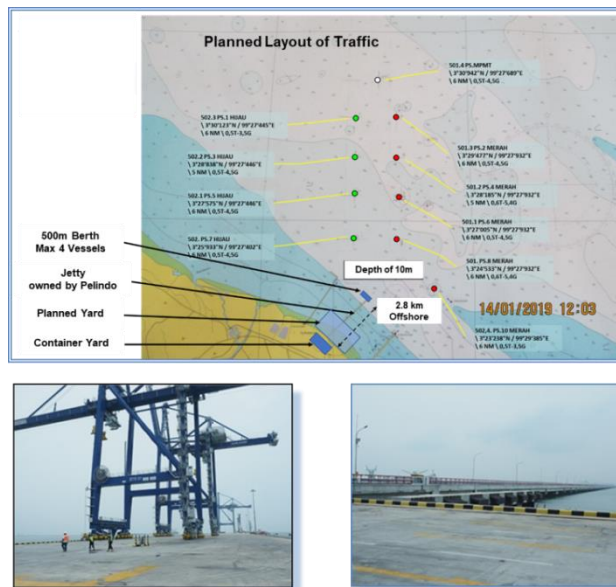 Planned Layout of Traffic
501.4 PS.MPMT
\ 3°30'942"N / 99°27'689"E
\ 6 NM \ 0,5T-4,5G
502.3 PS.1 HIJAU
\ 3°30'123"N / 99°27'445"E
\ 6 NM \ 0,5T-3,5G
501.3 PS.2 MERAH
\ 3°29'477"N / 99°27'932"E
\ 5 NM \ 0,5T-4,5G
502.2 PS.3 HIJAU
\ 3°28'838"N / 99°27'446"E
\ 5 NM \ 0,5T-4,5G
501.2 PS.4 MERAH
\ 3°28'185"N / 99°27'932"E
\ 5 NM \ 0,6T-5,4G
502.1 PS.5 HIJAU
\ 3°27'575"N / 99°27'446"E
\ 6 NM \ 0,5T-3,5G
501.1 PS.6 MERAH
\ 3°27'005"N / 99°27'932"E
\ 6 NM \ 0,5T-4,5G
502. PS.7 HIJAU
\ 3°25'933"N / 99°27'402"E
\ 6 NM \ 0,5T-4,5G
501. PS.8 MERAH
\ 3°24'533"N / 99°27'932"E
\ 6 NM \ 0,6T-5,4G
500m Berth
Max 4 Vessels
Depth of 10m
Jetty
owned by Pelindo
2.8 km
Offshore
14/01/2019 12:03
Planned Yard
Container Yard
502,4. PS.10 MERAH
\ 3°23'238"N / 99°29'385"E
\ 6 NM \ 0,5T-3,5G